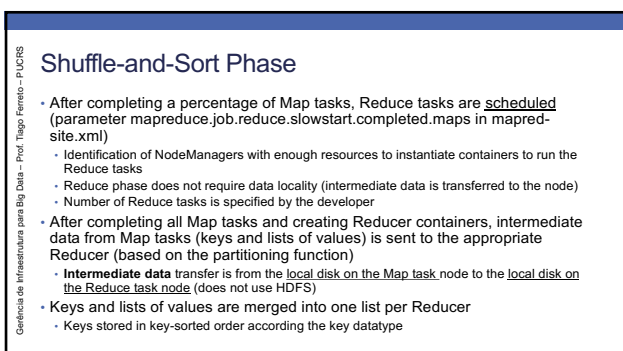 Gerência de Infraestrutura para Big Data – Prof. Tiago Ferreto – PUCRS
Shuffle-and-Sort Phase
• After completing a percentage of Map tasks, Reduce tasks are scheduled
(parameter mapreduce.job.reduce.slowstart.completed.maps in mapred-
site.xml)
• Identification of NodeManagers with enough resources to instantiate containers to run the
Reduce tasks
• Reduce phase does not require data locality (intermediate data is transferred to the node)
• Number of Reduce tasks is specified by the developer
• After completing all Map tasks and creating Reducer containers, intermediate
data from Map tasks (keys and lists of values) is sent to the appropriate
Reducer (based on the partitioning function)
• Intermediate data transfer is from the local disk on the Map task node to the local disk on
the Reduce task node (does not use HDFS)
• Keys and lists of values are merged into one list per Reducer
• Keys stored in key-sorted order according the key datatype